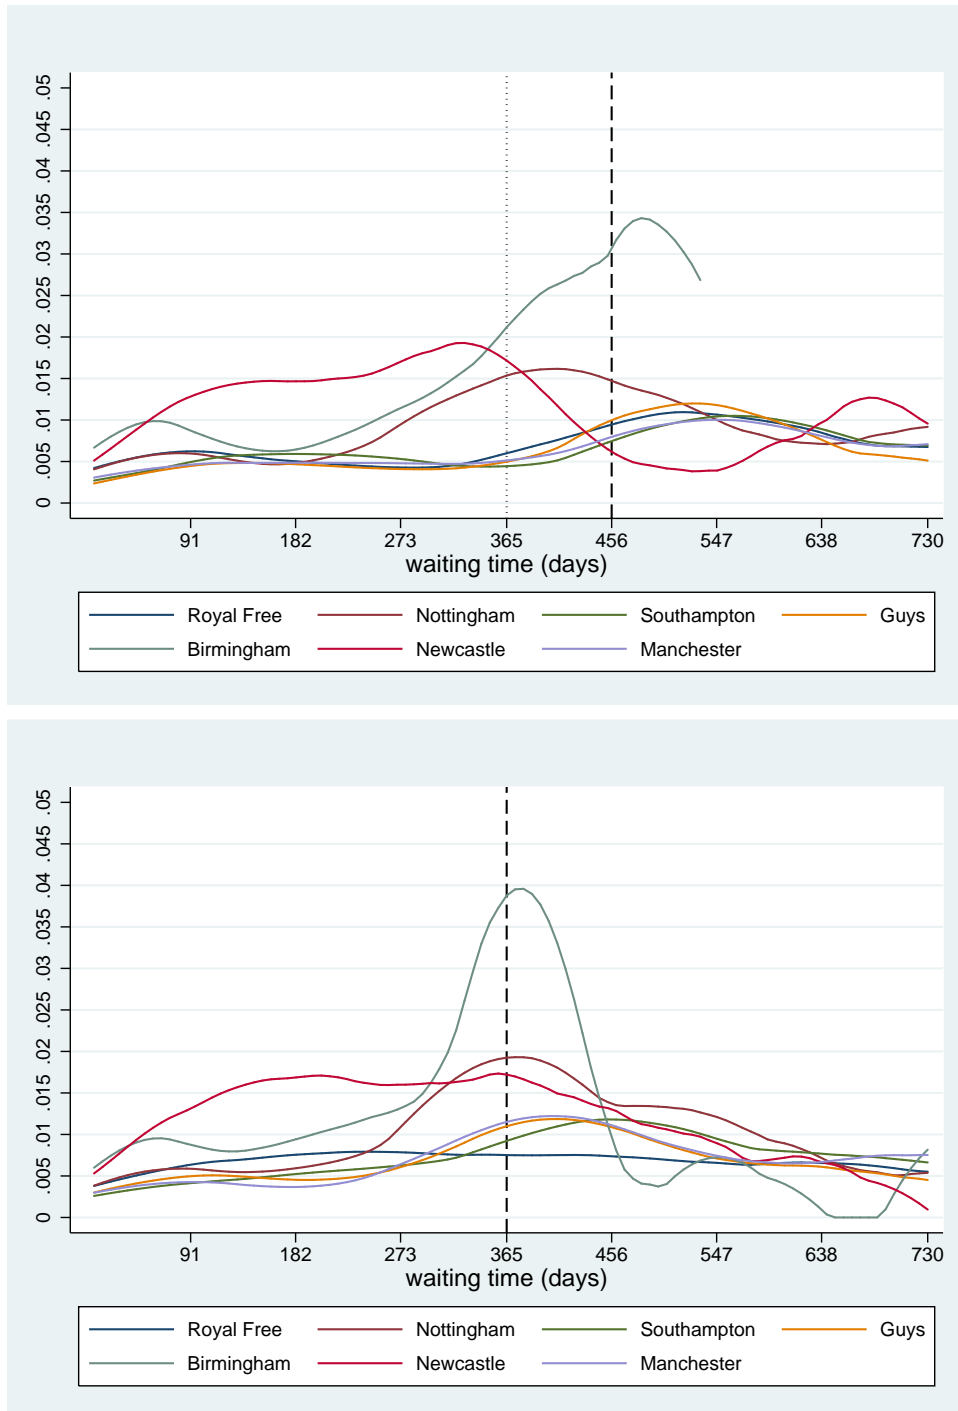 .05
.045
.04
.035
.03
.025
.02
.015
.01
.005
0
91 182 273 365 456 547 638 730
waiting time (days)
Royal Free Nottingham Southampton Guys
Birmingham Newcastle Manchester
.05
.045
.04
.035
.03
.025
.02
.015
.01
.005
0
91 182 273 365 456 547 638 730
waiting time (days)
Royal Free Nottingham Southampton Guys
Birmingham Newcastle Manchester